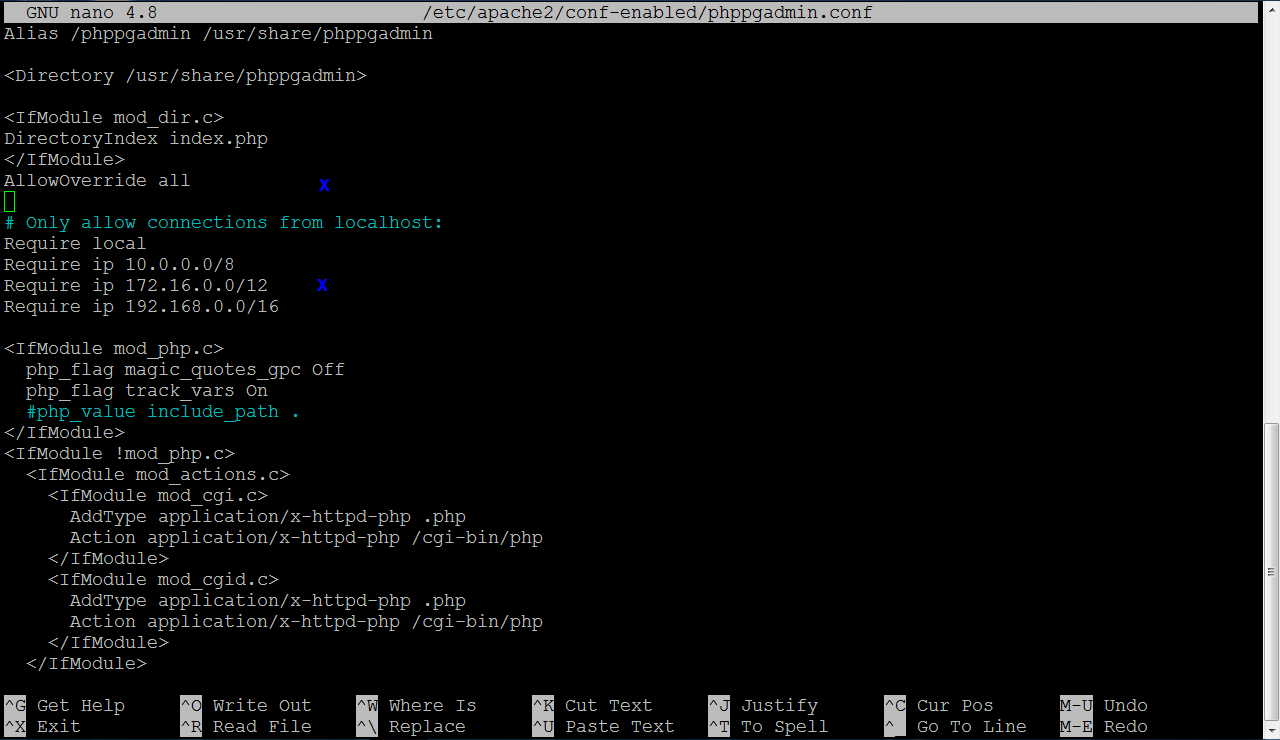 GNU nano 4.8 /etc/apache2/conf-enabled/phppgadmin.conf
Alias /phppgadmin /usr/share/phppgadmin
<Directory /usr/share/phppgadmin>
<IfModule mod_dir.c>
DirectoryIndex index.php
</IfModule>
AllowOverride all X
# Only allow connections from localhost:
Require local
Require ip 10.0.0.0/8
Require ip 172.16.0.0/12 X
Require ip 192.168.0.0/16
<IfModule mod_php.c>
  php_flag magic_quotes_gpc Off
  php_flag track_vars On
  #php_value include_path .
</IfModule>
<IfModule !mod_php.c>
  <IfModule mod_actions.c>
    <IfModule mod_cgi.c>
      AddType application/x-httpd-php .php
      Action application/x-httpd-php /cgi-bin/php
    </IfModule>
    <IfModule mod_cgid.c>
      AddType application/x-httpd-php .php
      Action application/x-httpd-php /cgi-bin/php
    </IfModule>
  </IfModule>
^G Get Help ^O Write Out ^W Where Is ^K Cut Text ^J Justify ^C Cur Pos M-U Undo
^X Exit ^R Read File ^\ Replace ^U Paste Text ^T To Spell ^_ Go To Line M-E Redo